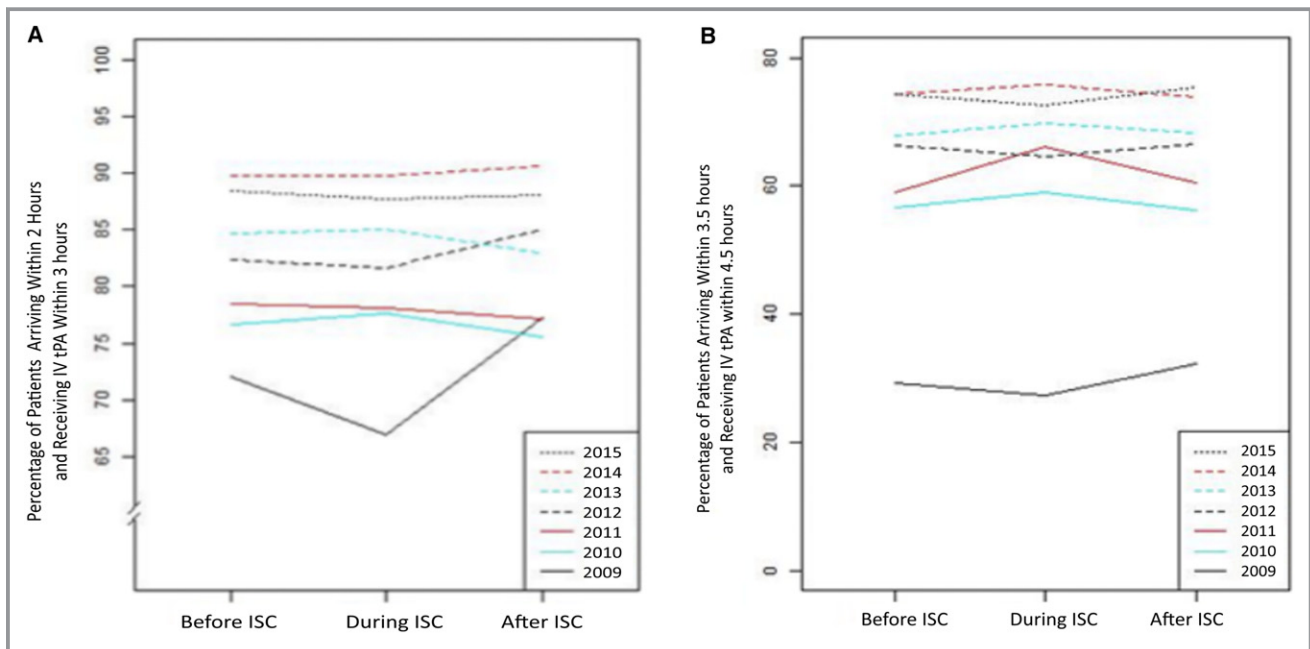 A
Percentage of Patients Arriving Within 2 Hours
and Receiving IV tPA Within 3 hours
100
95
90
85
80
75
70
65
2015
2014
2013
2012
2011
2010
2009
Before ISC
During ISC
After ISC
B
Percentage of Patients Arriving Within 3.5 hours
and Receiving IV tPA within 4.5 hours
80
60
40
20
0
2015
2014
2013
2012
2011
2010
2009
Before ISC
During ISC
After ISC